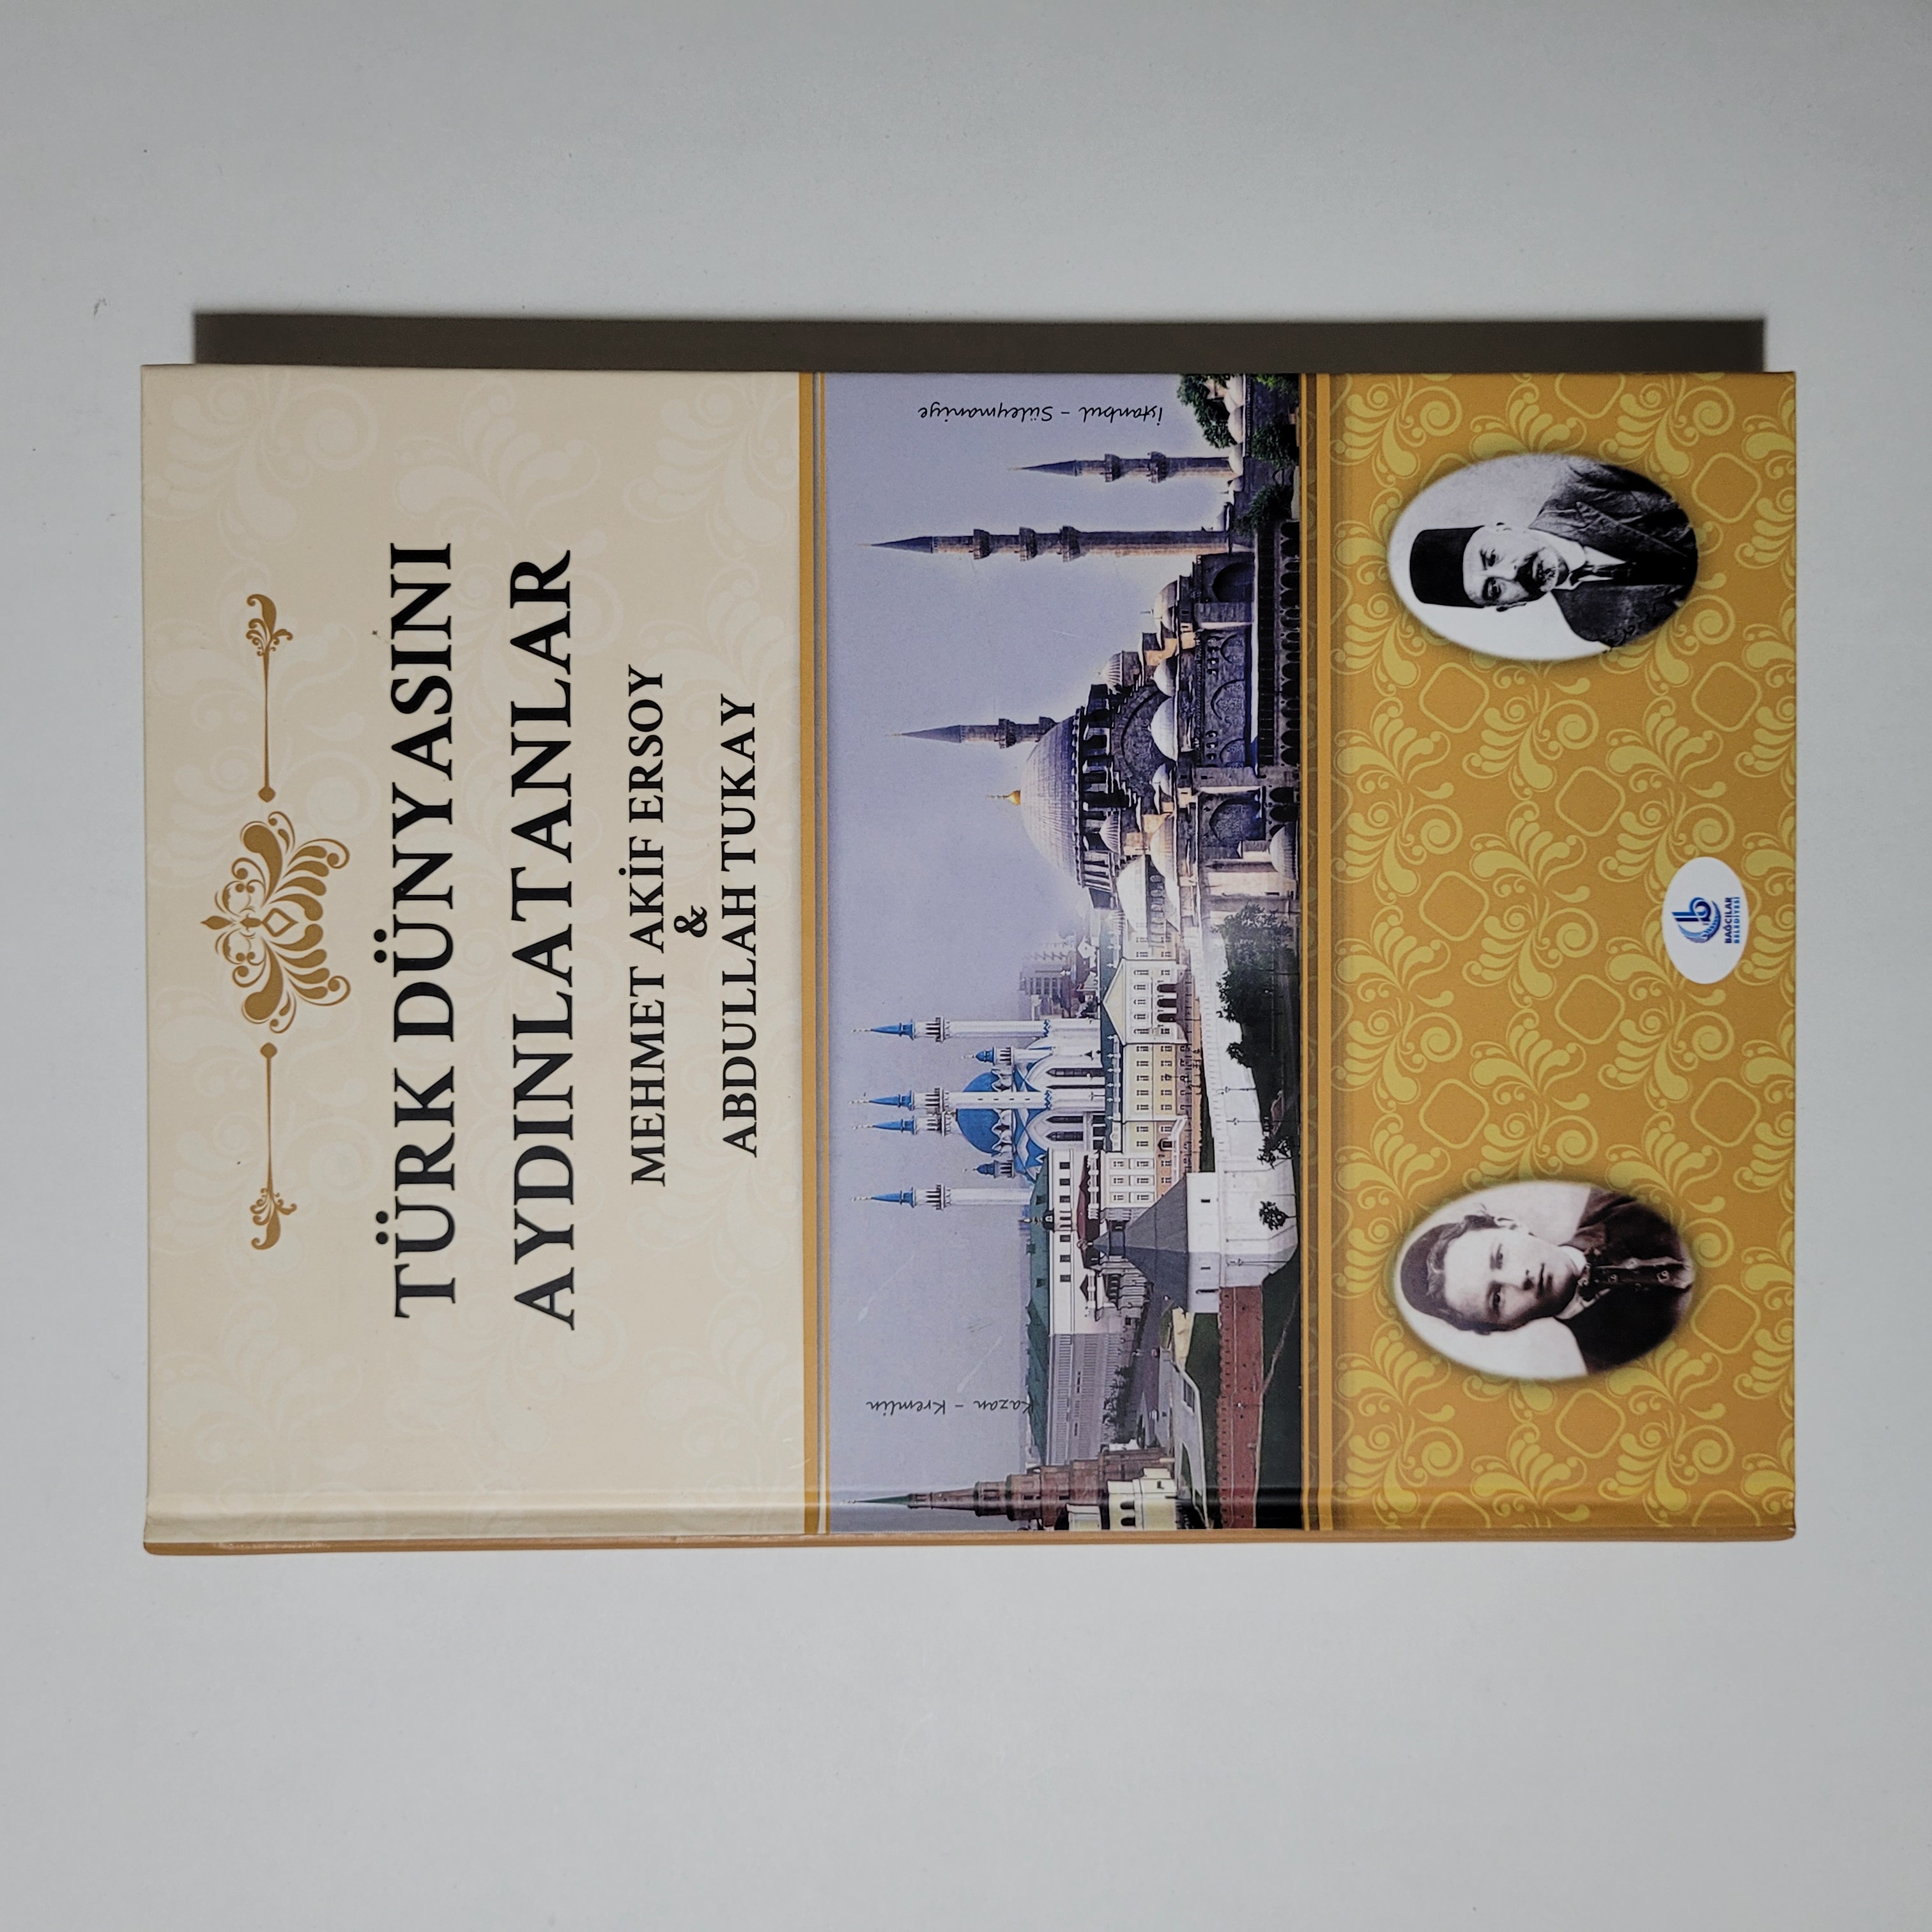 TÜRK DÜNYASINI
AYDINLATANLAR
MEHMET AKİF ERSOY
&
ABDULLAH TUKAY
Kazan - Kremlin
İstanbul - Süleymaniye
BAĞCILAR
BELEDİYESİ